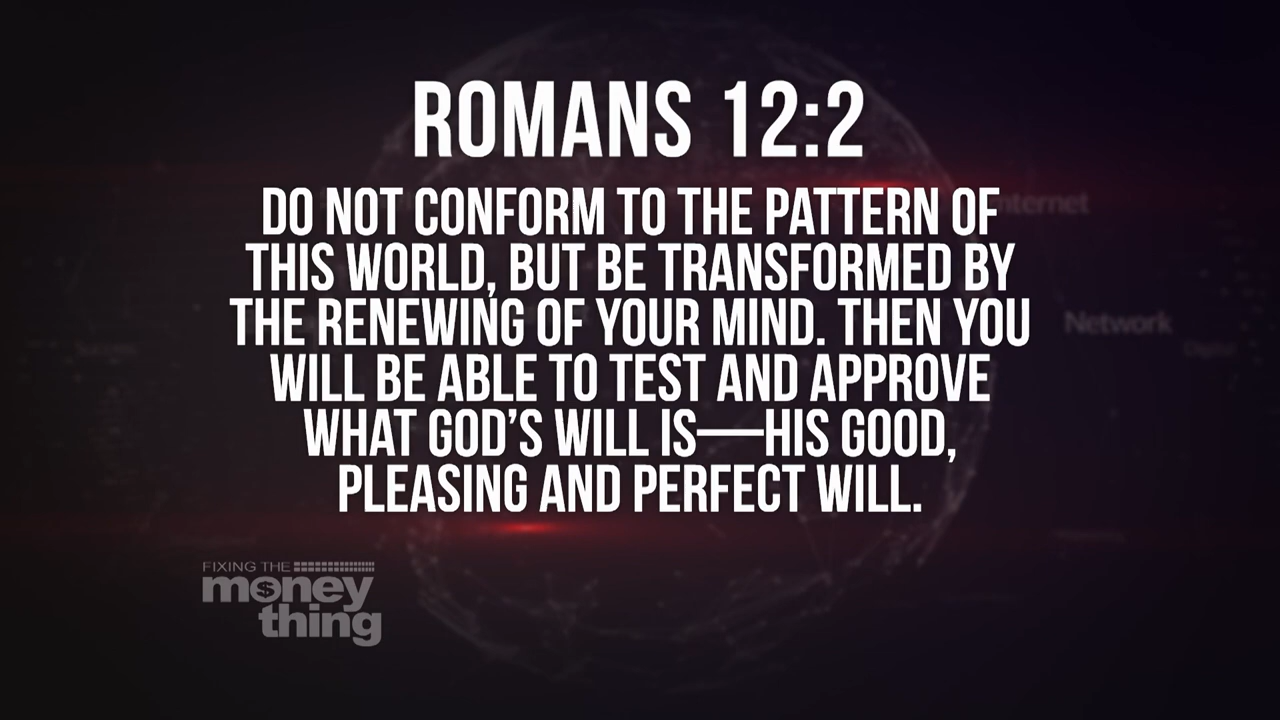 ROMANS 12:2
DO NOT CONFORM TO THE PATTERN OF
THIS WORLD, BUT BE TRANSFORMED BY
THE RENEWING OF YOUR MIND. THEN YOU
WILL BE ABLE TO TEST AND APPROVE
WHAT GOD'S WILL IS—HIS GOOD,
PLEASING AND PERFECT WILL.
Internet
Network
Digital
FIXING THE
money
thing